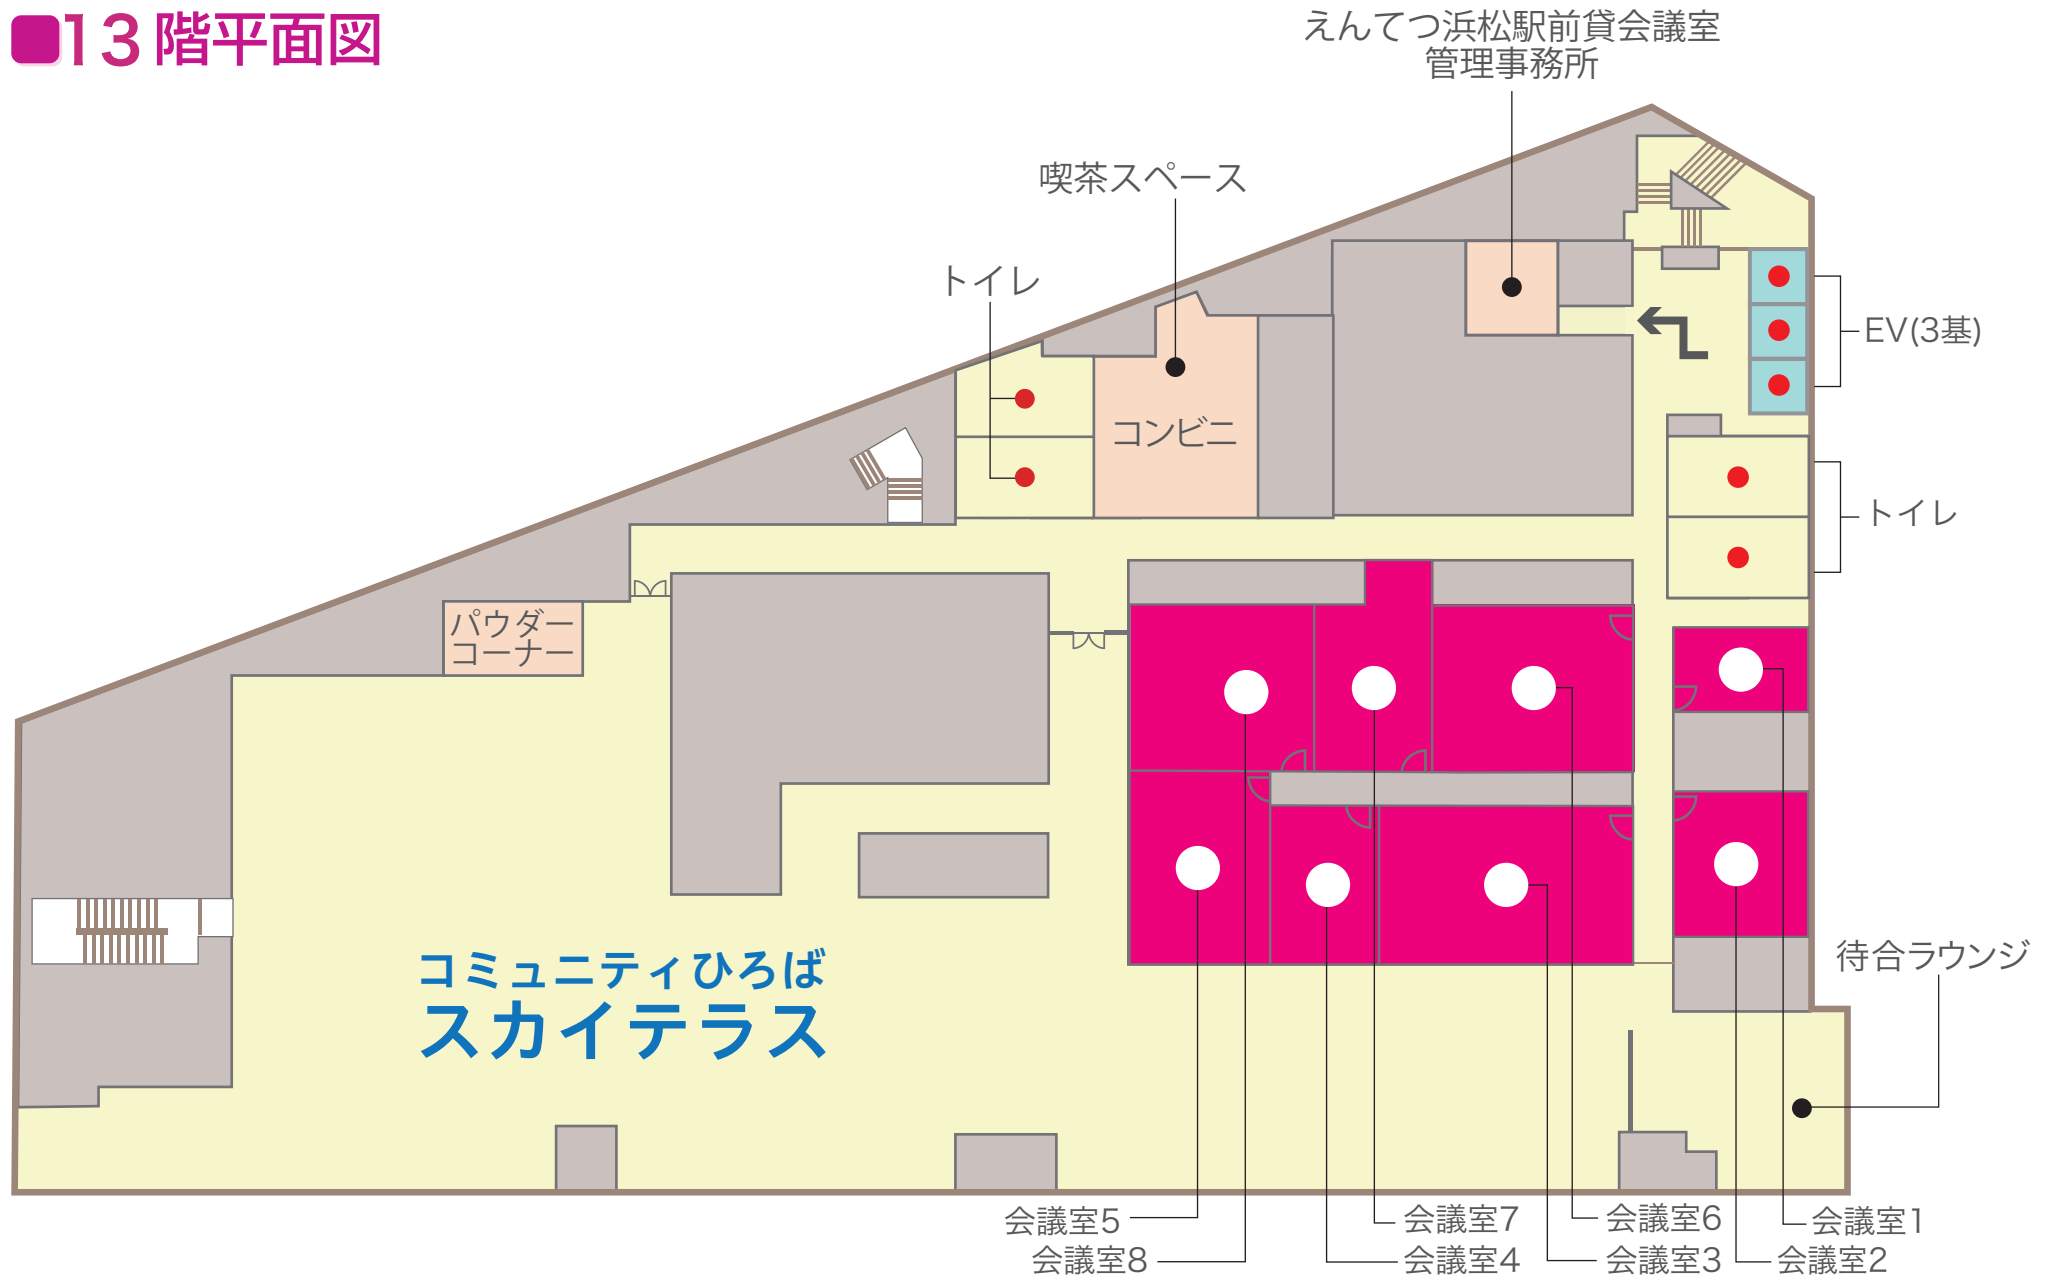 ■13階平面図
えんてつ浜松駅前貸会議室
管理事務所
喫茶スペース
トイレ
EV(3基)
コンビニ
トイレ
パウダー
コーナー
待合ラウンジ
コミュニティひろば
スカイテラス
会議室5
会議室7
会議室6
会議室1
会議室8
会議室4
会議室3
会議室2